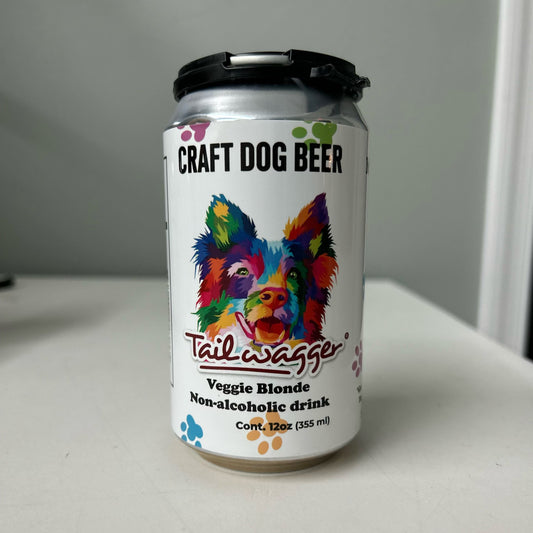 CRAFT DOG BEER
Tail wagger®
Veggie Blonde
Non-alcoholic drink
Cont. 12oz (355 ml)